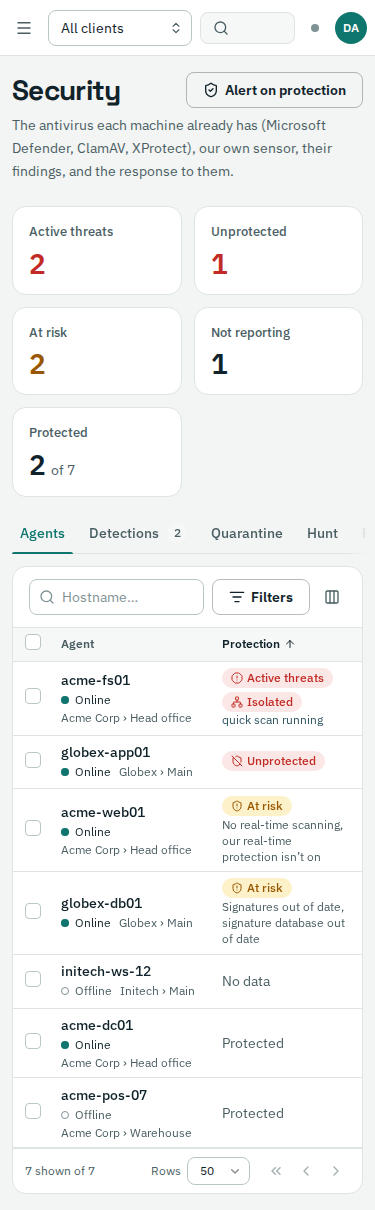 All clients
DA
Security
Alert on protection
The antivirus each machine already has (Microsoft
Defender, ClamAV, XProtect), our own sensor, their
findings, and the response to them.
Active threats
2
Unprotected
1
At risk
2
Not reporting
1
Protected
2 of 7
Agents
Detections 2
Quarantine
Hunt
Hostname...
Filters
Agent
Protection ↑
acme-fs01
Online
Acme Corp › Head office
Active threats
Isolated
quick scan running
globex-app01
Online Globex › Main
Unprotected
acme-web01
Online
Acme Corp › Head office
At risk
No real-time scanning,
our real-time
protection isn't on
globex-db01
Online Globex › Main
At risk
Signatures out of date,
signature database out
of date
initech-ws-12
Offline Initech › Main
No data
acme-dc01
Online
Acme Corp › Head office
Protected
acme-pos-07
Offline
Acme Corp › Warehouse
Protected
7 shown of 7
Rows
50